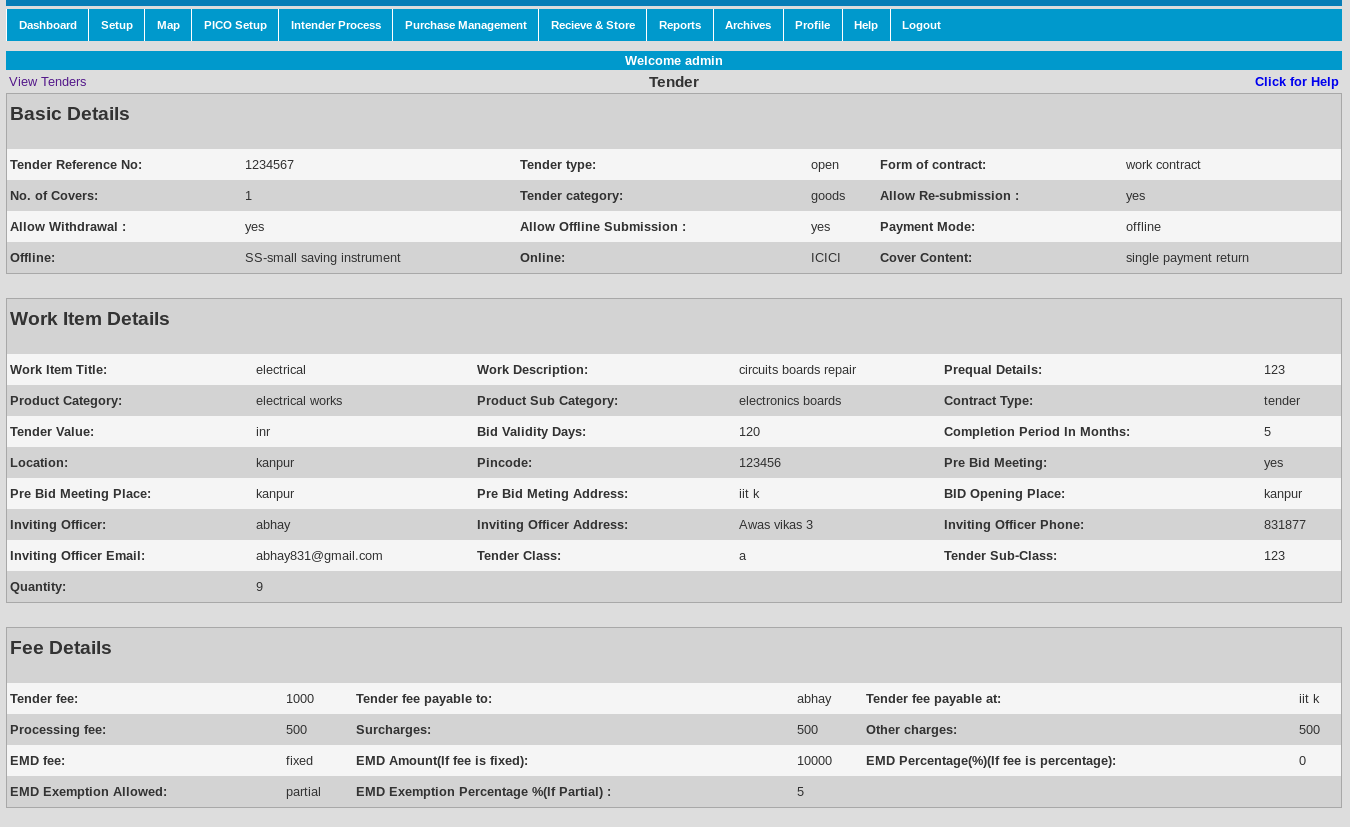 Dashboard Setup Map PICO Setup Intender Process Purchase Management Recieve & Store Reports Archives Profile Help Logout
Welcome admin
View Tenders Tender Click for Help
Basic Details
Tender Reference No: 1234567 Tender type: open Form of contract: work contract
No. of Covers: 1 Tender category: goods Allow Re-submission : yes
Allow Withdrawal : yes Allow Offline Submission : yes Payment Mode: offline
Offline: SS-small saving instrument Online: ICICI Cover Content: single payment return
Work Item Details
Work Item Title: electrical Work Description: circuits boards repair Prequal Details: 123
Product Category: electrical works Product Sub Category: electronics boards Contract Type: tender
Tender Value: inr Bid Validity Days: 120 Completion Period In Months: 5
Location: kanpur Pincode: 123456 Pre Bid Meeting: yes
Pre Bid Meeting Place: kanpur Pre Bid Meting Address: iit k BID Opening Place: kanpur
Inviting Officer: abhay Inviting Officer Address: Awas vikas 3 Inviting Officer Phone: 831877
Inviting Officer Email: abhay831@gmail.com Tender Class: a Tender Sub-Class: 123
Quantity: 9
Fee Details
Tender fee: 1000 Tender fee payable to: abhay Tender fee payable at: iit k
Processing fee: 500 Surcharges: 500 Other charges: 500
EMD fee: fixed EMD Amount(If fee is fixed): 10000 EMD Percentage(%)(If fee is percentage): 0
EMD Exemption Allowed: partial EMD Exemption Percentage %(If Partial) : 5